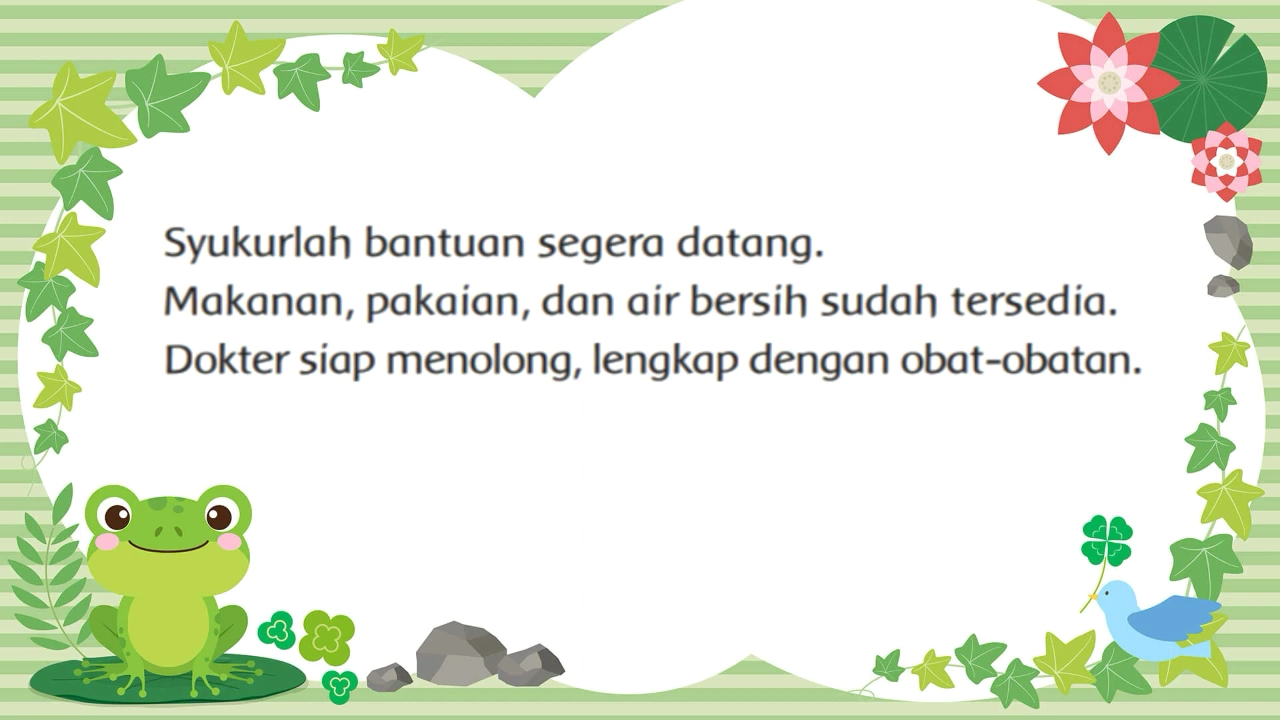 Syukurlah bantuan segera datang.
Makanan, pakaian, dan air bersih sudah tersedia.
Dokter siap menolong, lengkap dengan obat-obatan.